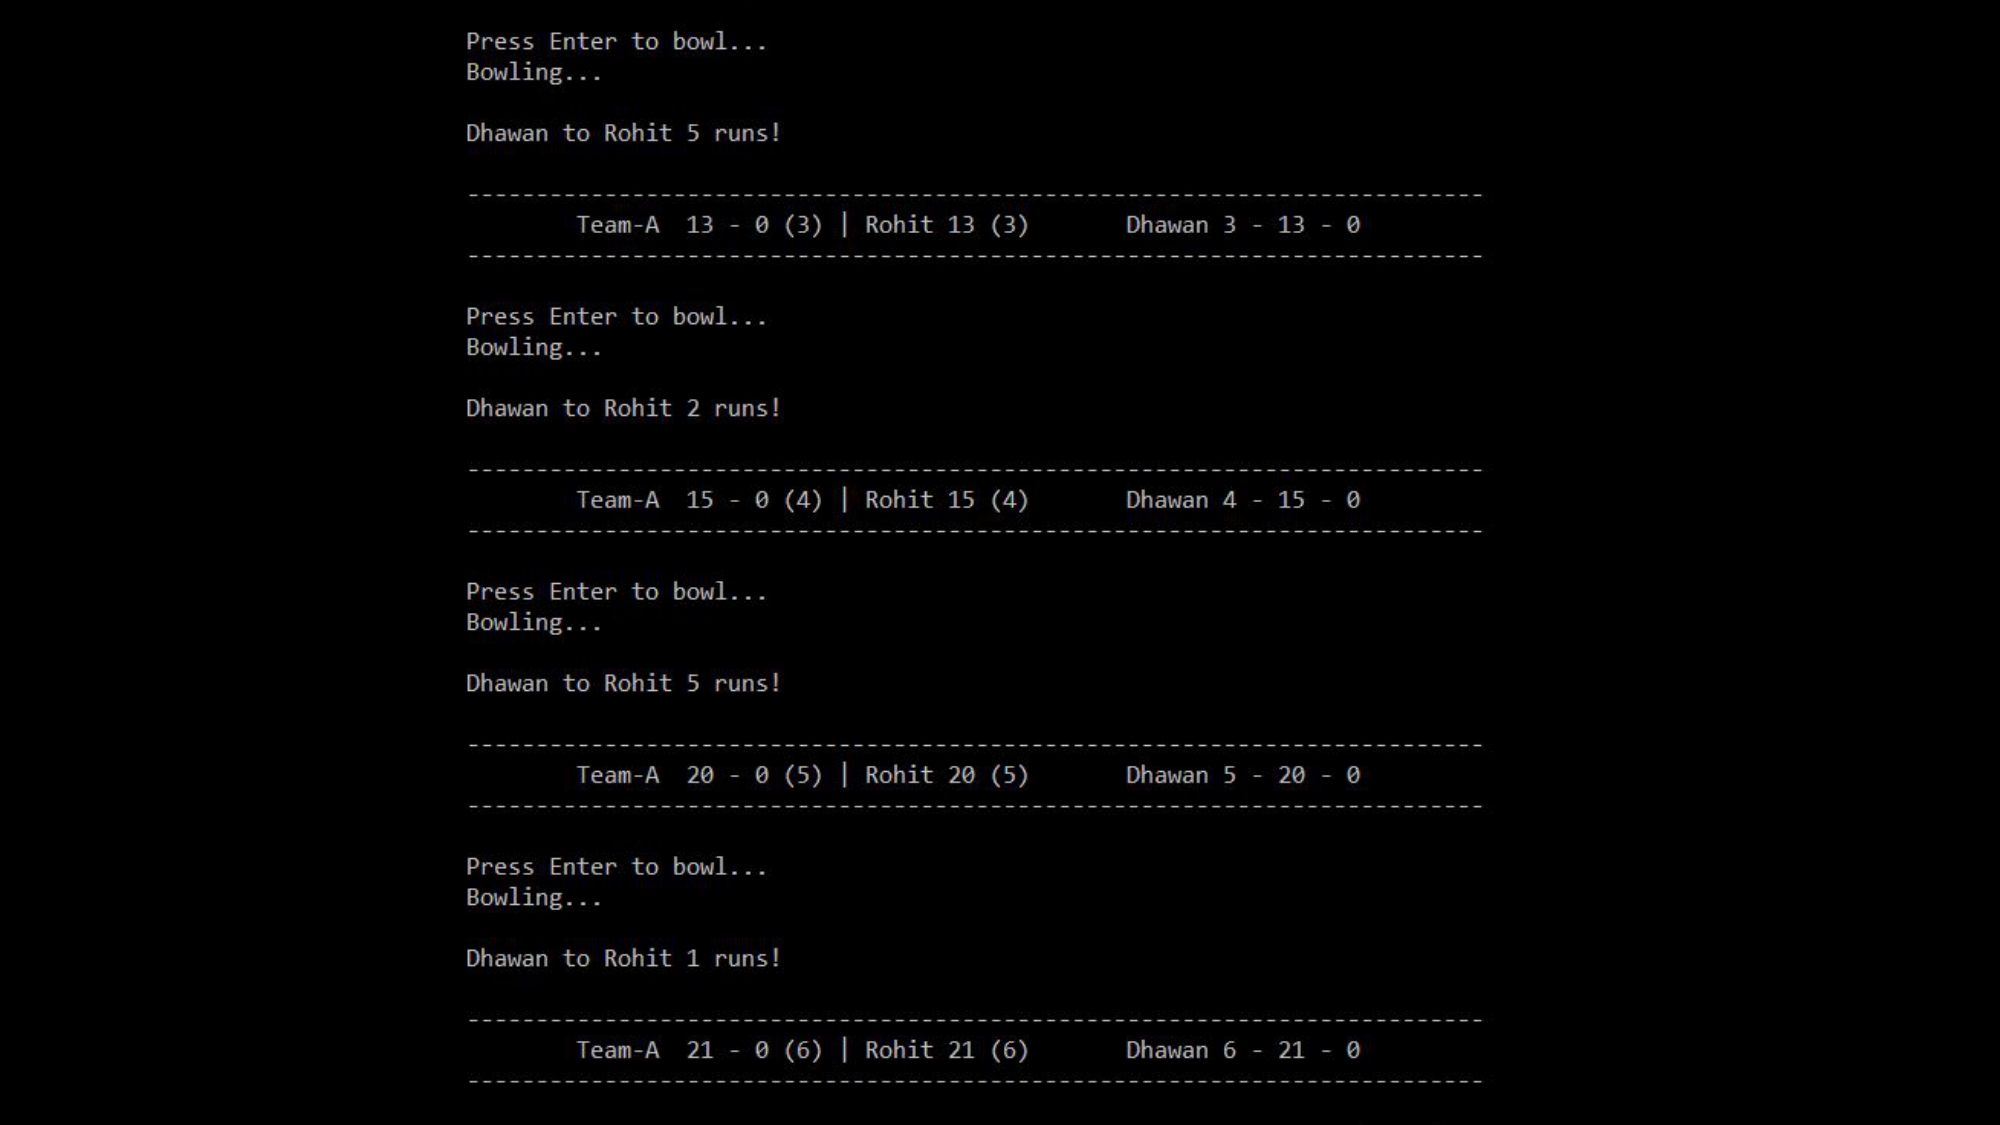 Press Enter to bowl...
Bowling...
Dhawan to Rohit 5 runs!
--------------------------------------------------------------------------
Team-A  13 - 0 (3) | Rohit 13 (3)       Dhawan 3 - 13 - 0
--------------------------------------------------------------------------
Press Enter to bowl...
Bowling...
Dhawan to Rohit 2 runs!
--------------------------------------------------------------------------
Team-A  15 - 0 (4) | Rohit 15 (4)       Dhawan 4 - 15 - 0
--------------------------------------------------------------------------
Press Enter to bowl...
Bowling...
Dhawan to Rohit 5 runs!
--------------------------------------------------------------------------
Team-A  20 - 0 (5) | Rohit 20 (5)       Dhawan 5 - 20 - 0
--------------------------------------------------------------------------
Press Enter to bowl...
Bowling...
Dhawan to Rohit 1 runs!
--------------------------------------------------------------------------
Team-A  21 - 0 (6) | Rohit 21 (6)       Dhawan 6 - 21 - 0
--------------------------------------------------------------------------